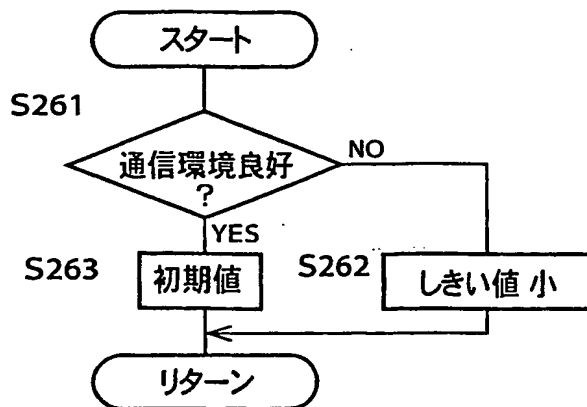 スタート
S261
通信環境良好
?
NO
YES
S263
初期値
S262
しきい値 小
リターン